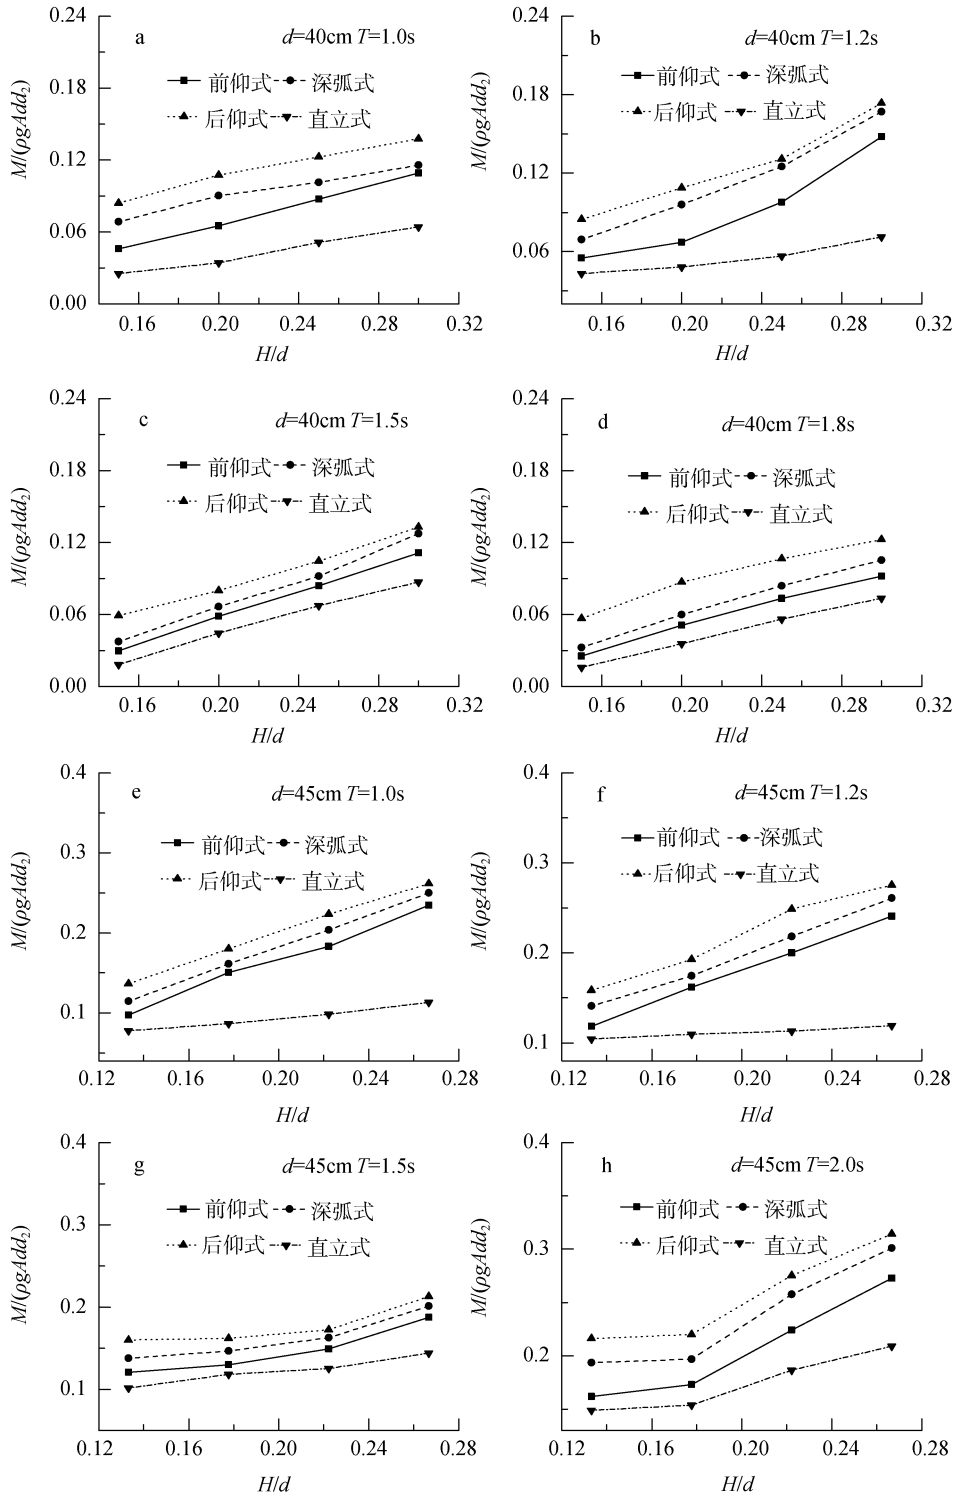 a
d=40cm T=1.0s
前仰式 深弧式
后仰式 直立式
M/(ρgAdd₂)
0.24
0.18
0.12
0.06
0.00
0.16 0.20 0.24 0.28 0.32
H/d
b
d=40cm T=1.2s
前仰式 深弧式
后仰式 直立式
M/(ρgAdd₂)
0.24
0.18
0.12
0.06
0.16 0.20 0.24 0.28 0.32
H/d
c
d=40cm T=1.5s
前仰式 深弧式
后仰式 直立式
M/(ρgAdd₂)
0.24
0.18
0.12
0.06
0.00
0.16 0.20 0.24 0.28 0.32
H/d
d
d=40cm T=1.8s
前仰式 深弧式
后仰式 直立式
M/(ρgAdd₂)
0.24
0.18
0.12
0.06
0.00
0.16 0.20 0.24 0.28 0.32
H/d
e
d=45cm T=1.0s
前仰式 深弧式
后仰式 直立式
M/(ρgAdd₂)
0.4
0.3
0.2
0.1
0.12 0.16 0.20 0.24 0.28
H/d
f
d=45cm T=1.2s
前仰式 深弧式
后仰式 直立式
M/(ρgAdd₂)
0.4
0.3
0.2
0.1
0.12 0.16 0.20 0.24 0.28
H/d
g
d=45cm T=1.5s
前仰式 深弧式
后仰式 直立式
M/(ρgAdd₂)
0.4
0.3
0.2
0.1
0.12 0.16 0.20 0.24 0.28
H/d
h
d=45cm T=2.0s
前仰式 深弧式
后仰式 直立式
M/(ρgAdd₂)
0.4
0.3
0.2
0.12 0.16 0.20 0.24 0.28
H/d